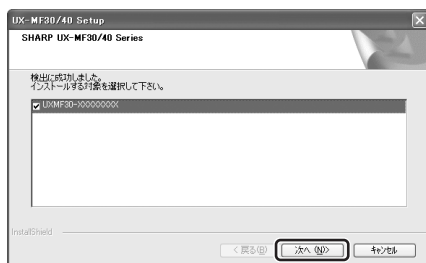 UX-MF30/40 Setup
SHARP UX-MF30/40 Series
検出に成功しました。
インストールする対象を選択して下さい。
UXMF30-XXXXXXXX
InstallShield
< 戻る(B)
次へ (N)>
キャンセル